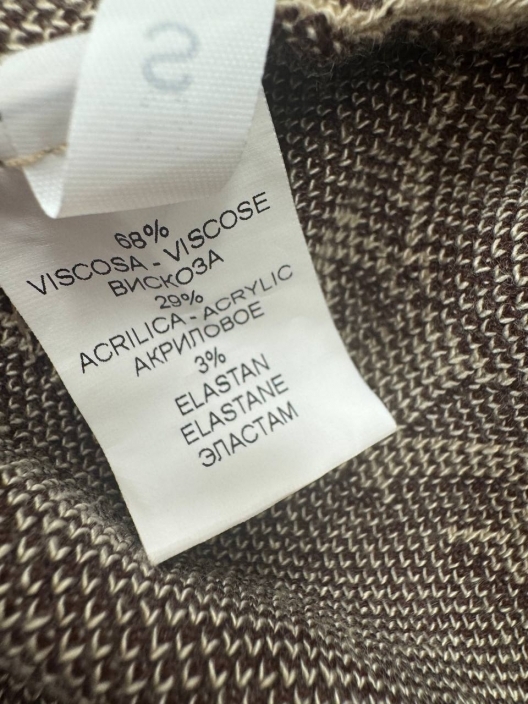 S
68%
VISCOSA - VISCOSE
ВИСКОЗА
29%
ACRILICA - ACRYLIC
АКРИЛОВОЕ
3%
ELASTAN
ELASTANE
ЭЛАСТАМ